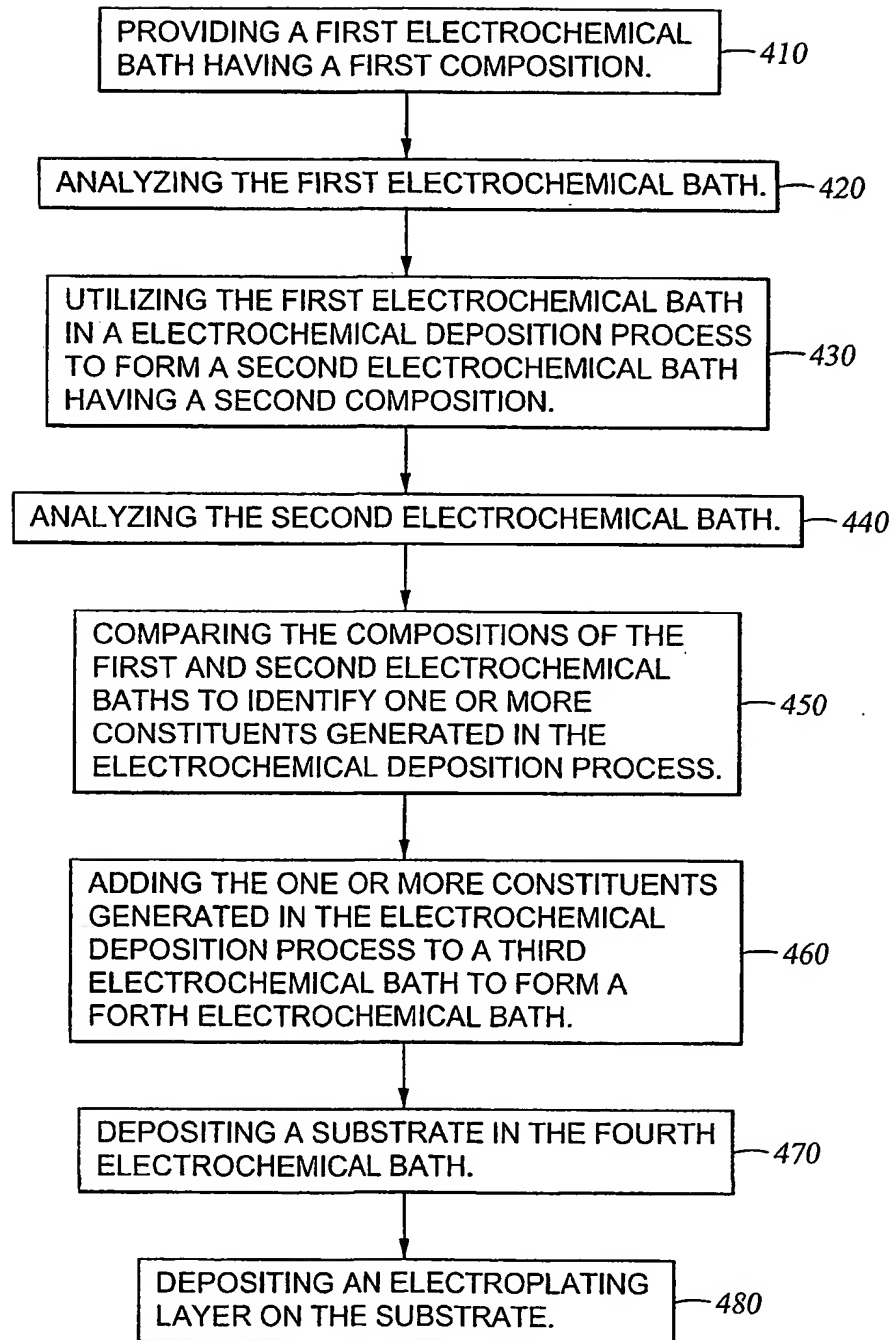 PROVIDING A FIRST ELECTROCHEMICAL
BATH HAVING A FIRST COMPOSITION.
410
ANALYZING THE FIRST ELECTROCHEMICAL BATH.
420
UTILIZING THE FIRST ELECTROCHEMICAL BATH
IN A ELECTROCHEMICAL DEPOSITION PROCESS
TO FORM A SECOND ELECTROCHEMICAL BATH
HAVING A SECOND COMPOSITION.
430
ANALYZING THE SECOND ELECTROCHEMICAL BATH.
440
COMPARING THE COMPOSITIONS OF THE
FIRST AND SECOND ELECTROCHEMICAL
BATHS TO IDENTIFY ONE OR MORE
CONSTITUENTS GENERATED IN THE
ELECTROCHEMICAL DEPOSITION PROCESS.
450
ADDING THE ONE OR MORE CONSTITUENTS
GENERATED IN THE ELECTROCHEMICAL
DEPOSITION PROCESS TO A THIRD
ELECTROCHEMICAL BATH TO FORM A
FORTH ELECTROCHEMICAL BATH.
460
DEPOSITING A SUBSTRATE IN THE FOURTH
ELECTROCHEMICAL BATH.
470
DEPOSITING AN ELECTROPLATING
LAYER ON THE SUBSTRATE.
480